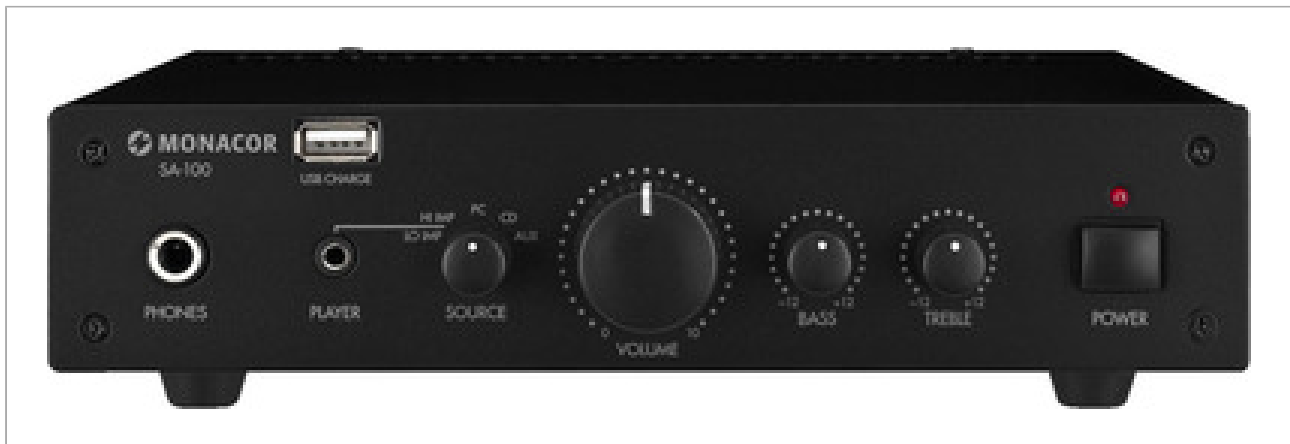 MONACOR
SA-100
USB CHARGE
HI IMP
LO IMP
PC
CD
AUX
PHONES
PLAYER
SOURCE
0
10
VOLUME
-12
+12
BASS
-12
+12
TREBLE
POWER